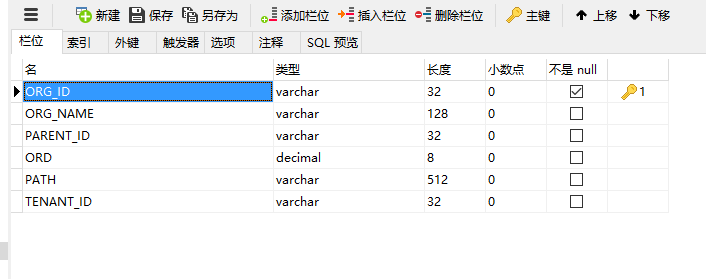 新建 保存 另存为 添加栏位 插入栏位 删除栏位 主键 上移 下移
栏位 索引 外键 触发器 选项 注释 SQL 预览
名 类型 长度 小数点 不是 null
ORG_ID varchar 32 0 1
ORG_NAME varchar 128 0
PARENT_ID varchar 32 0
ORD decimal 8 0
PATH varchar 512 0
TENANT_ID varchar 32 0